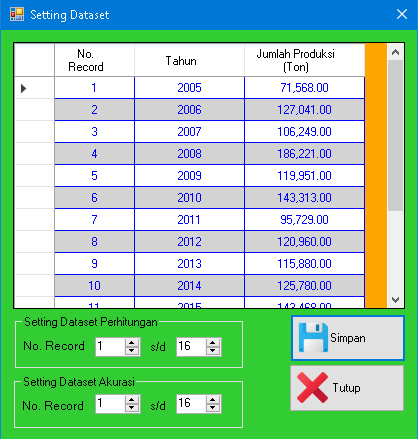 Setting Dataset
No. Record Tahun Jumlah Produksi (Ton)
1 2005 71,568.00
2 2006 127,041.00
3 2007 106,249.00
4 2008 186,221.00
5 2009 119,951.00
6 2010 143,313.00
7 2011 95,729.00
8 2012 120,960.00
9 2013 115,880.00
10 2014 125,780.00
11 2015 143,468.00
Setting Dataset Perhitungan
No. Record 1 s/d 16
Simpan
Setting Dataset Akurasi
No. Record 1 s/d 16
Tutup